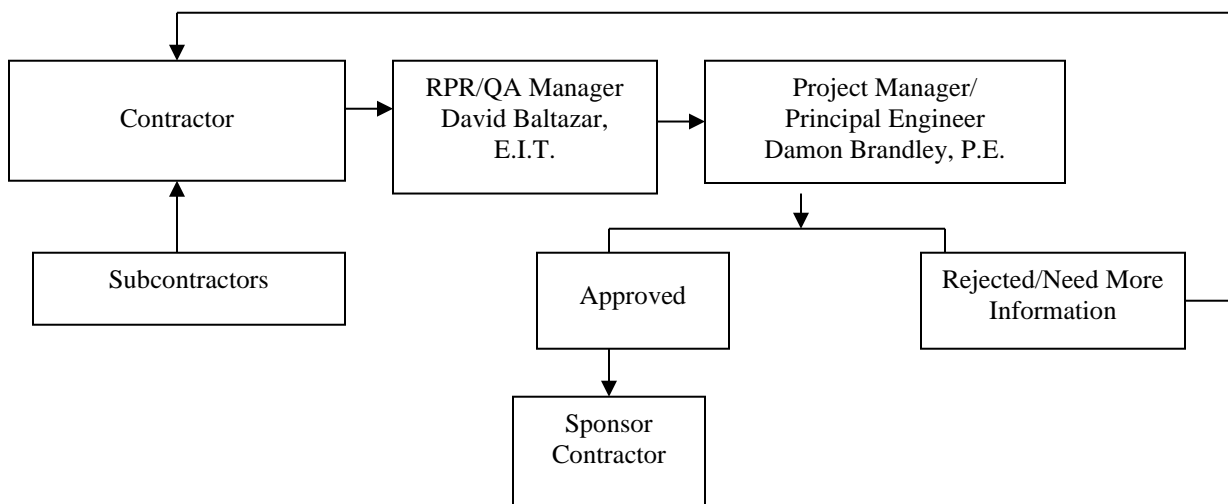 Contractor
RPR/QA Manager
David Baltazar,
E.I.T.
Project Manager/
Principal Engineer
Damon Brandley, P.E.
Subcontractors
Approved
Rejected/Need More
Information
Sponsor
Contractor